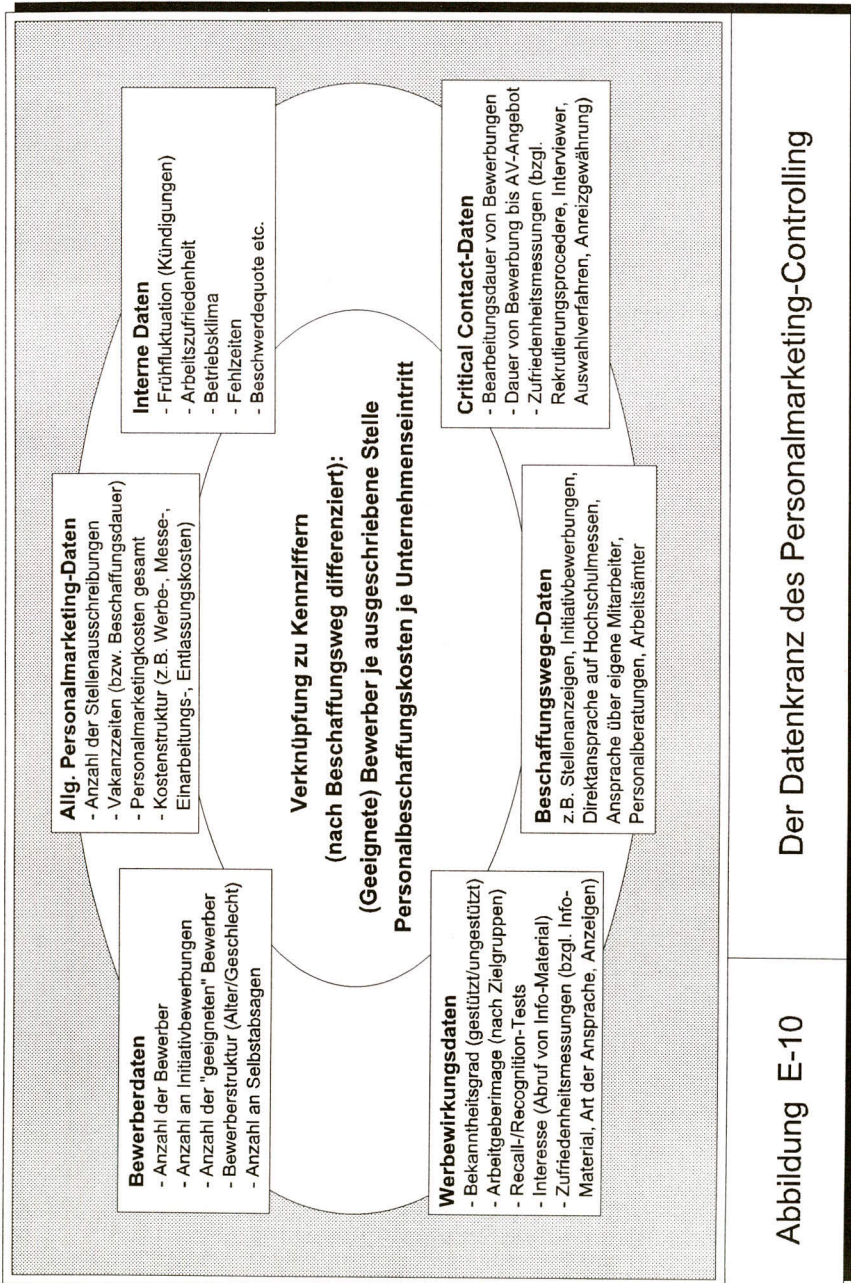 Bewerberdaten
- Anzahl der Bewerber
- Anzahl an Initiativbewerbungen
- Anzahl der "geeigneten" Bewerber
- Bewerberstruktur (Alter/Geschlecht)
- Anzahl an Selbstabsagen
Allg. Personalmarketing-Daten
- Anzahl der Stellenausschreibungen
- Vakanzzeiten (bzw. Beschaffungsdauer)
- Personalmarketingkosten gesamt
- Kostenstruktur (z.B. Werbe-, Messe-,
Einarbeitungs-, Entlassungskosten)
Interne Daten
- Frühfluktuation (Kündigungen)
- Arbeitszufriedenheit
- Betriebsklima
- Fehlzeiten
- Beschwerdequote etc.
Verknüpfung zu Kennziffern
(nach Beschaffungsweg differenziert):
(Geeignete) Bewerber je ausgeschriebene Stelle
Personalbeschaffungskosten je Unternehmenseintritt
Werbewirkungsdaten
- Bekanntheitsgrad (gestützt/ungestützt)
- Arbeitgeberimage (nach Zielgruppen)
- Recall-/Recognition-Tests
- Interesse (Abruf von Info-Material)
- Zufriedenheitsmessungen (bzgl. Info-
Material, Art der Ansprache, Anzeigen)
Beschaffungswege-Daten
z.B. Stellenanzeigen, Initiativbewerbungen,
Direktansprache auf Hochschulmessen,
Ansprache über eigene Mitarbeiter,
Personalberatungen, Arbeitsämter
Critical Contact-Daten
- Bearbeitungsdauer von Bewerbungen
- Dauer von Bewerbung bis AV-Angebot
- Zufriedenheitsmessungen (bzgl.
Rekrutierungsprocedere, Interviewer,
Auswahlverfahren, Anreizgewährung)
Abbildung E-10
Der Datenkranz des Personalmarketing-Controlling